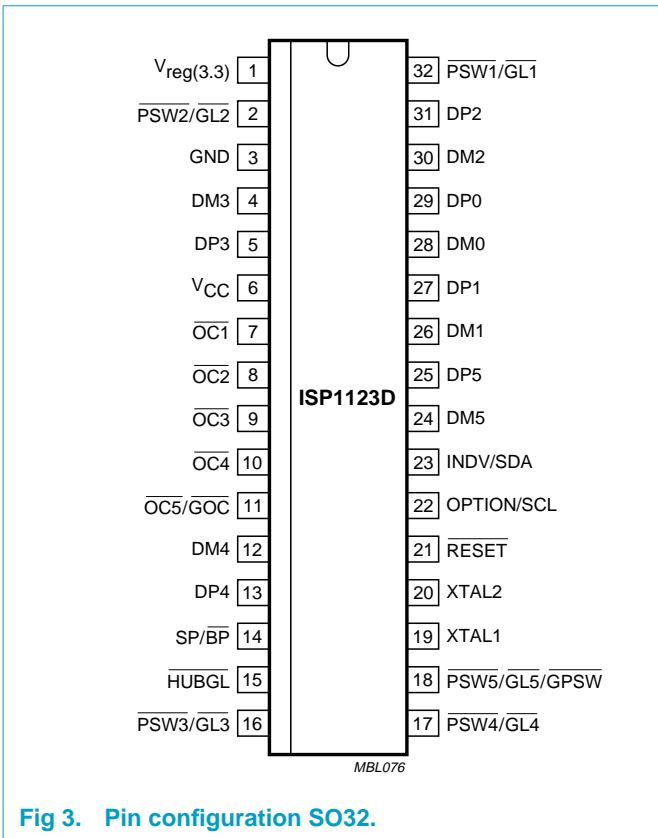 Vreg(3.3) 1
PSW2/GL2 2
GND 3
DM3 4
DP3 5
VCC 6
OC1 7
OC2 8
OC3 9
OC4 10
OC5/GOC 11
DM4 12
DP4 13
SP/BP 14
HUBGL 15
PSW3/GL3 16
ISP1123D
32 PSW1/GL1
31 DP2
30 DM2
29 DP0
28 DM0
27 DP1
26 DM1
25 DP5
24 DM5
23 INDV/SDA
22 OPTION/SCL
21 RESET
20 XTAL2
19 XTAL1
18 PSW5/GL5/GPSW
17 PSW4/GL4
MBL076
Fig 3. Pin configuration SO32.